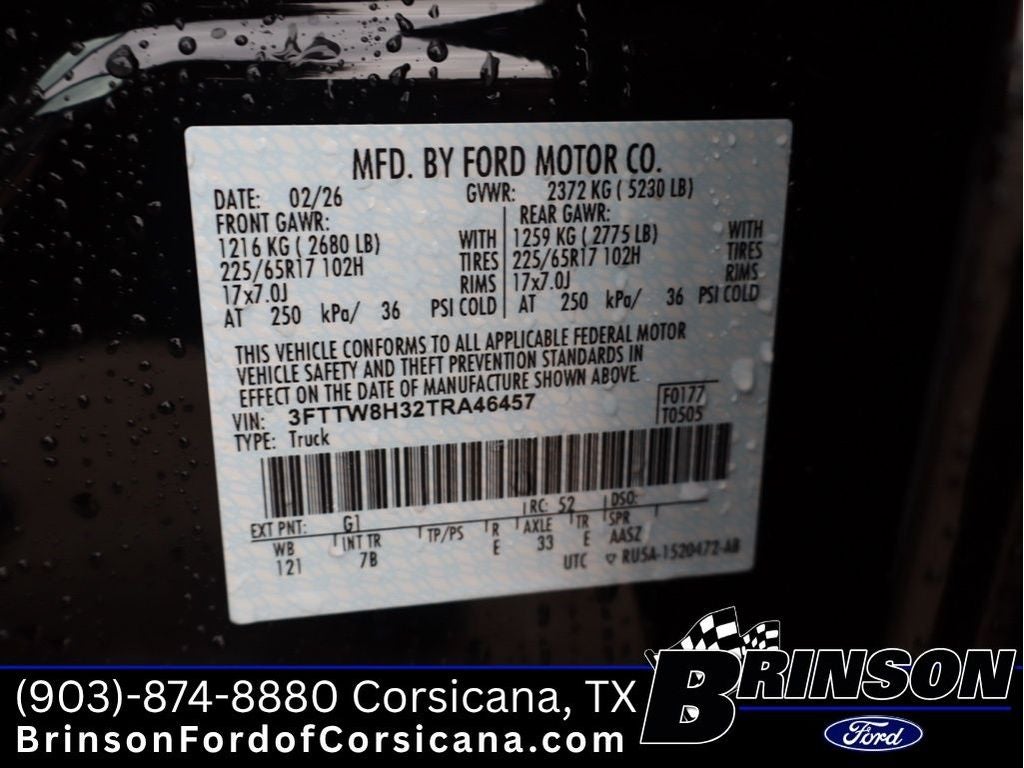 MFD. BY FORD MOTOR CO.
DATE: 02/26 GVWR: 2372 KG ( 5230 LB)
FRONT GAWR: REAR GAWR:
1216 KG ( 2680 LB) WITH 1259 KG ( 2775 LB) WITH
225/65R17 102H TIRES 225/65R17 102H TIRES
17x7.0J RIMS 17x7.0J RIMS
AT 250 kPa/ 36 PSI COLD AT 250 kPa/ 36 PSI COLD
THIS VEHICLE CONFORMS TO ALL APPLICABLE FEDERAL MOTOR
VEHICLE SAFETY AND THEFT PREVENTION STANDARDS IN
EFFECT ON THE DATE OF MANUFACTURE SHOWN ABOVE.
VIN: 3FTTW8H32TRA46457 F0177
TYPE: Truck T0505
EXT PNT: G1 RC: 52 DSO:
WB INT TR TP/PS R AXLE TR SPR
121 7B E 33 E AASZ
UTC ▽ RU5A-1520472-AB
(903)-874-8880 Corsicana, TX
BrinsonFordofCorsicana.com
BRINSON
Ford